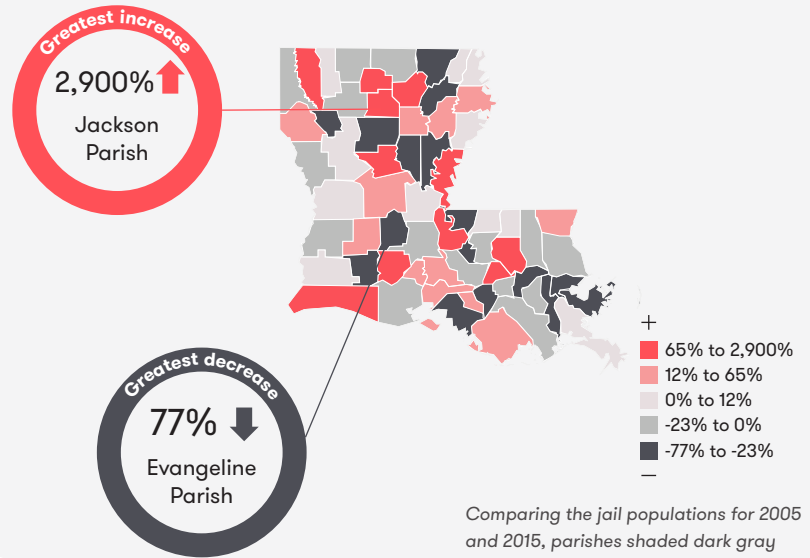 Greatest increase
2,900%
Jackson
Parish
Greatest decrease
77%
Evangeline
Parish
+
65% to 2,900%
12% to 65%
0% to 12%
-23% to 0%
-77% to -23%
–
Comparing the jail populations for 2005
and 2015, parishes shaded dark gray